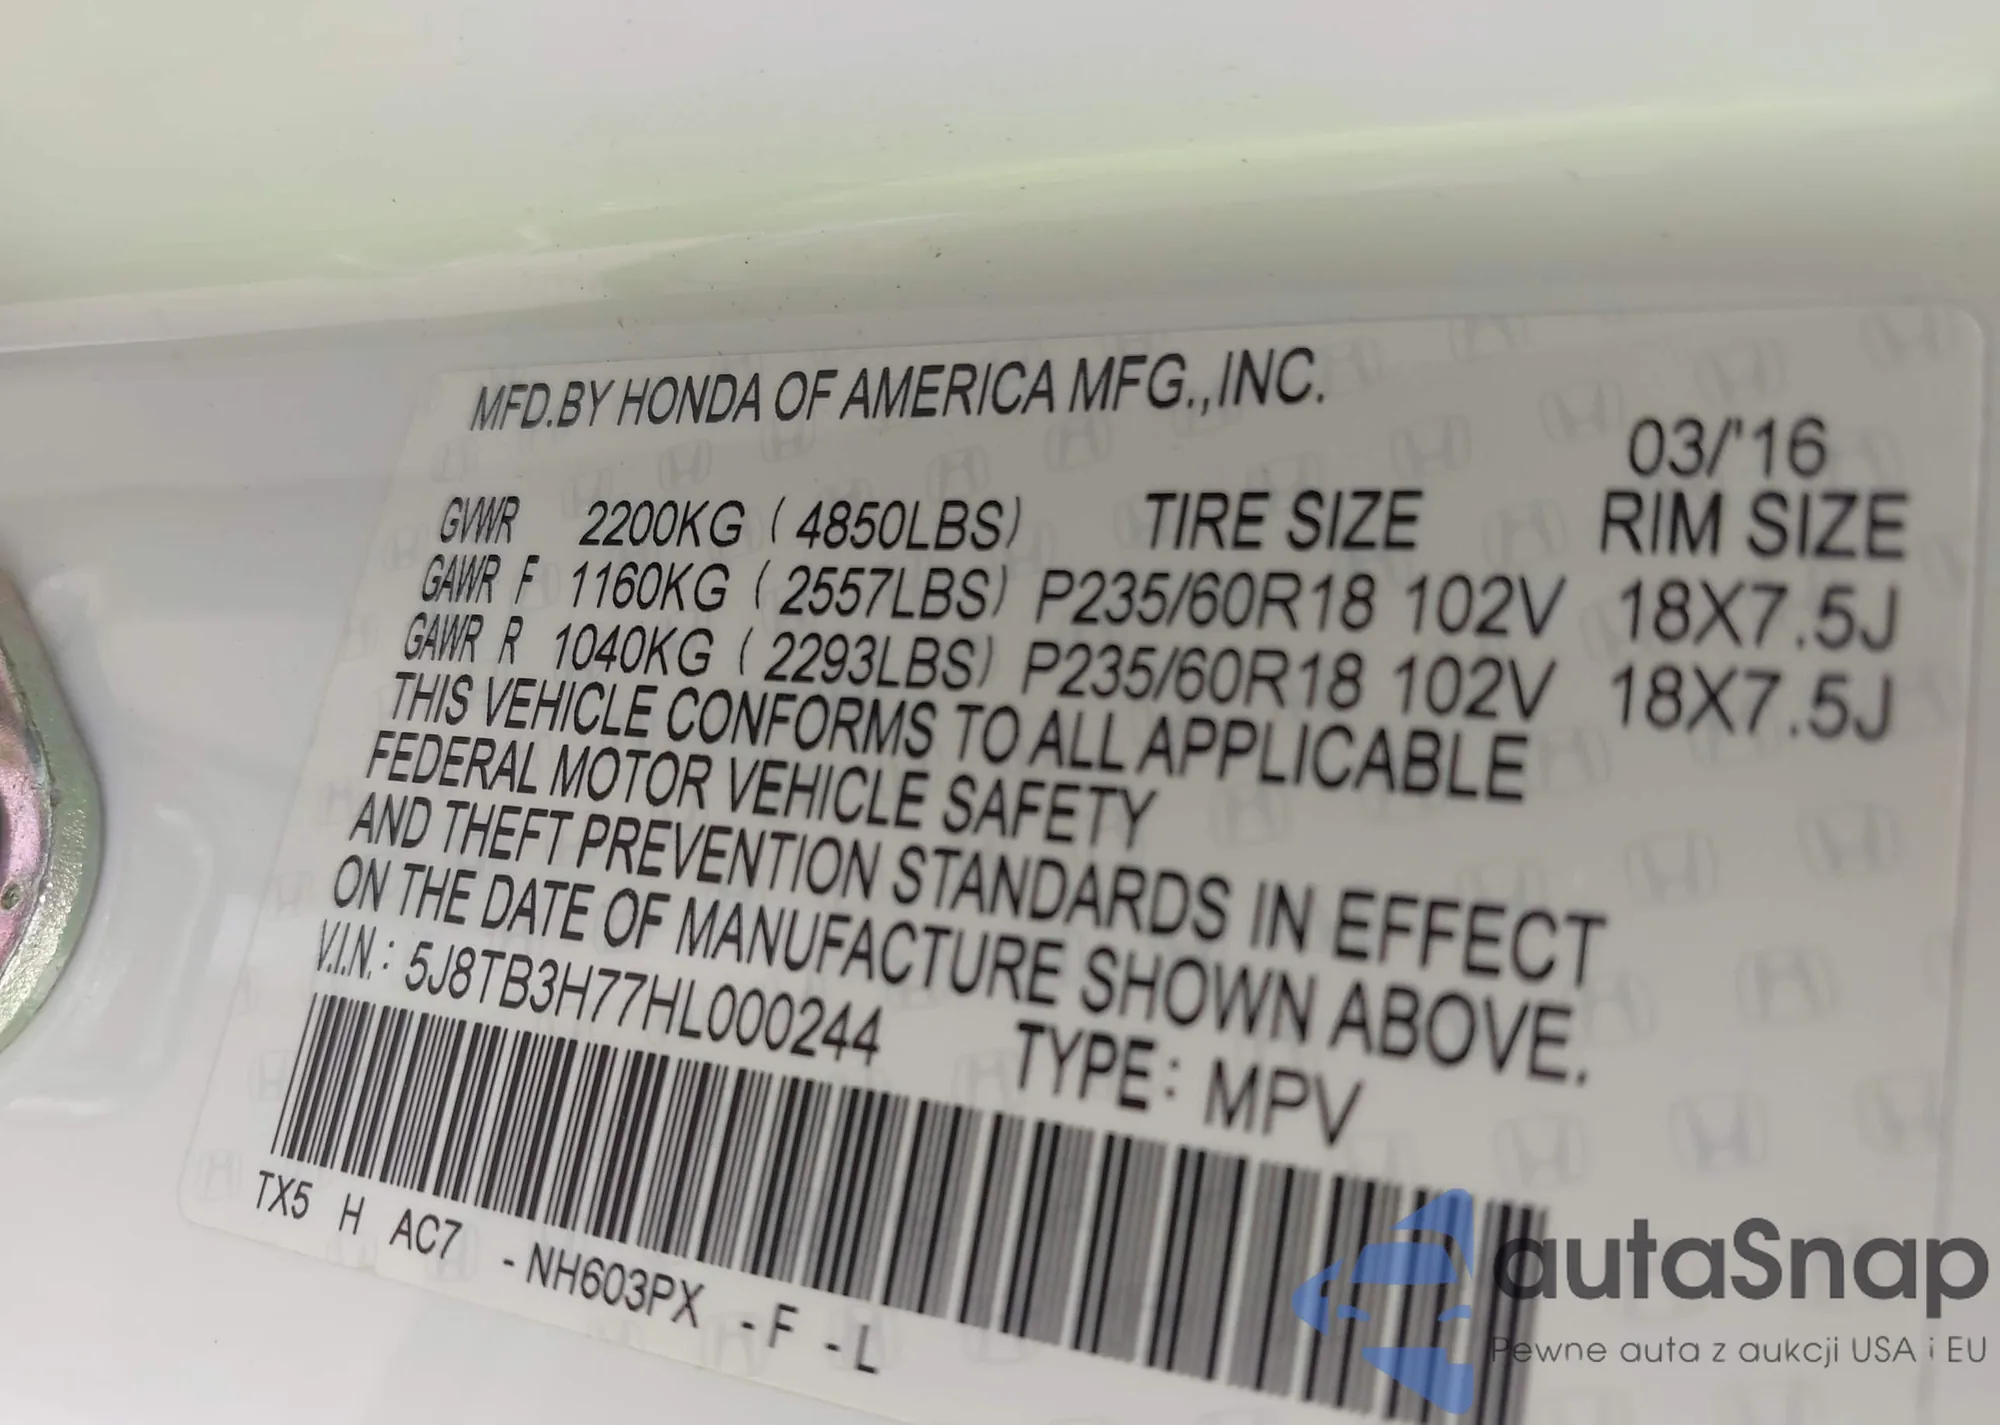 MFD.BY HONDA OF AMERICA MFG.,INC.
03/'16
GVWR 2200KG ( 4850LBS) TIRE SIZE RIM SIZE
GAWR F 1160KG ( 2557LBS) P235/60R18 102V 18X7.5J
GAWR R 1040KG ( 2293LBS) P235/60R18 102V 18X7.5J
THIS VEHICLE CONFORMS TO ALL APPLICABLE
FEDERAL MOTOR VEHICLE SAFETY
AND THEFT PREVENTION STANDARDS IN EFFECT
ON THE DATE OF MANUFACTURE SHOWN ABOVE.
V.I.N.: 5J8TB3H77HL000244 TYPE: MPV
TX5 H AC7 -NH603PX -F -L
autaSnap
Pewne auta z aukcji USA i EU